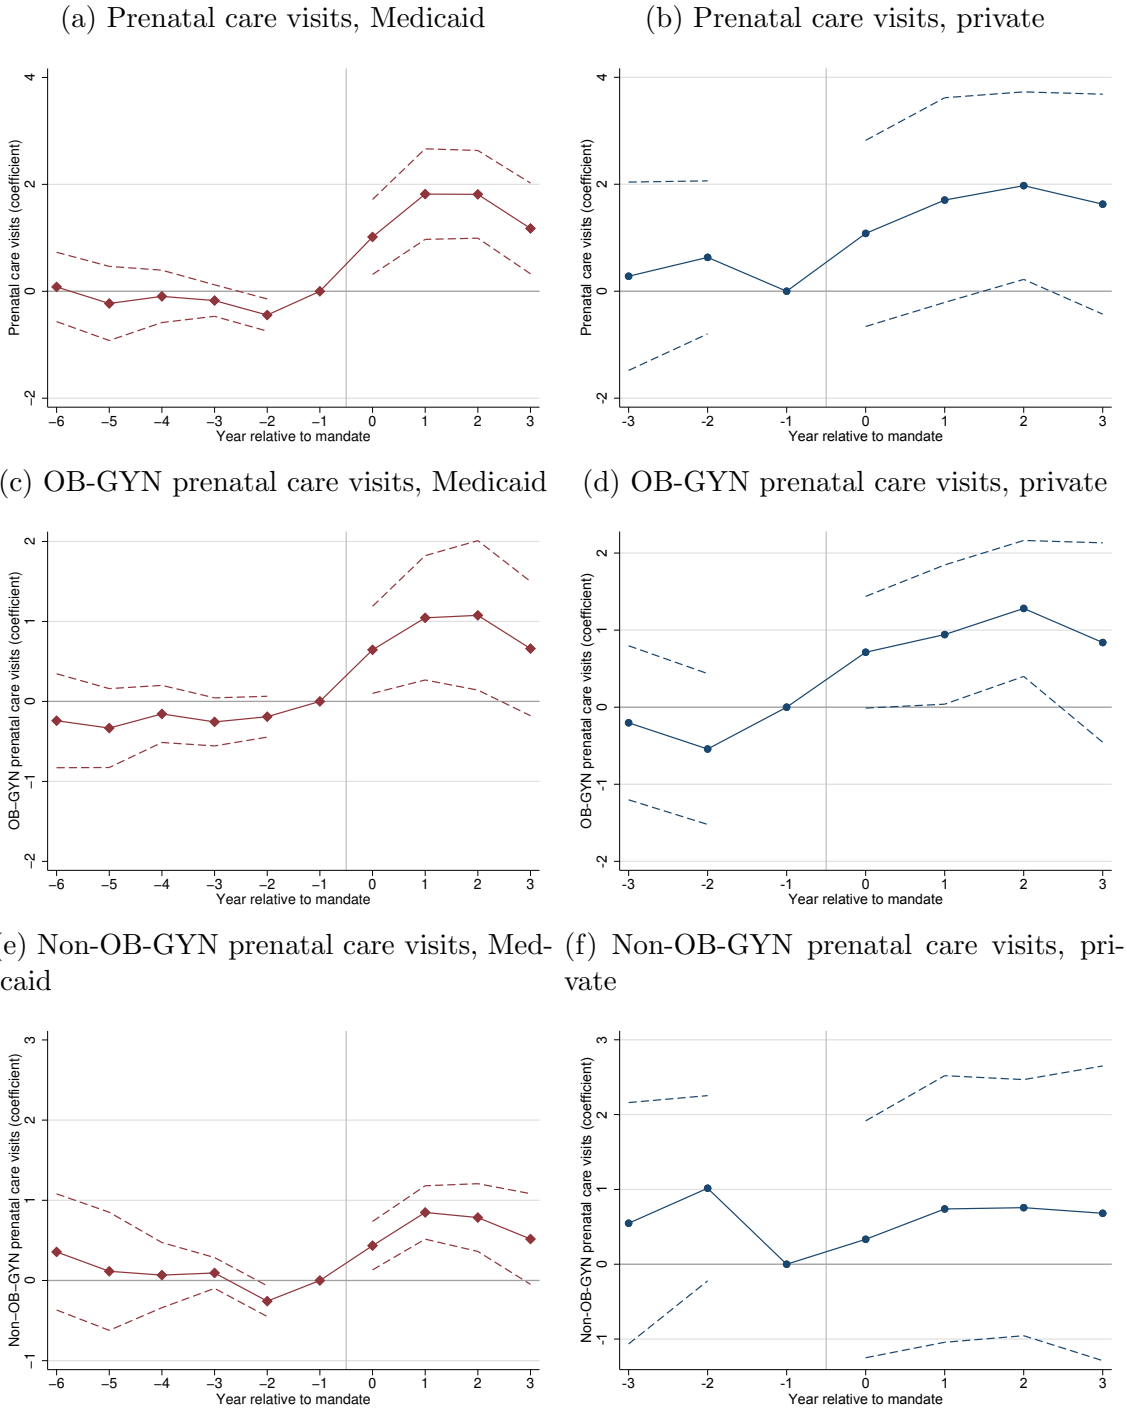 (a) Prenatal care visits, Medicaid
Prenatal care visits (coefficient)
4
2
0
−2
−6 −5 −4 −3 −2 −1 0 1 2 3
Year relative to mandate
(b) Prenatal care visits, private
Prenatal care visits (coefficient)
4
2
0
-2
-3 -2 -1 0 1 2 3
Year relative to mandate
(c) OB-GYN prenatal care visits, Medicaid
OB−GYN prenatal care visits (coefficient)
2
1
0
−1
−2
−6 −5 −4 −3 −2 −1 0 1 2 3
Year relative to mandate
(d) OB-GYN prenatal care visits, private
OB-GYN prenatal care visits (coefficient)
2
1
0
-1
-2
-3 -2 -1 0 1 2 3
Year relative to mandate
(e) Non-OB-GYN prenatal care visits, Med-
caid
Non−OB−GYN prenatal care visits (coefficient)
3
2
1
0
−1
−6 −5 −4 −3 −2 −1 0 1 2 3
Year relative to mandate
(f) Non-OB-GYN prenatal care visits, pri-
vate
Non-OB-GYN prenatal care visits (coefficient)
3
2
1
0
-1
-3 -2 -1 0 1 2 3
Year relative to mandate